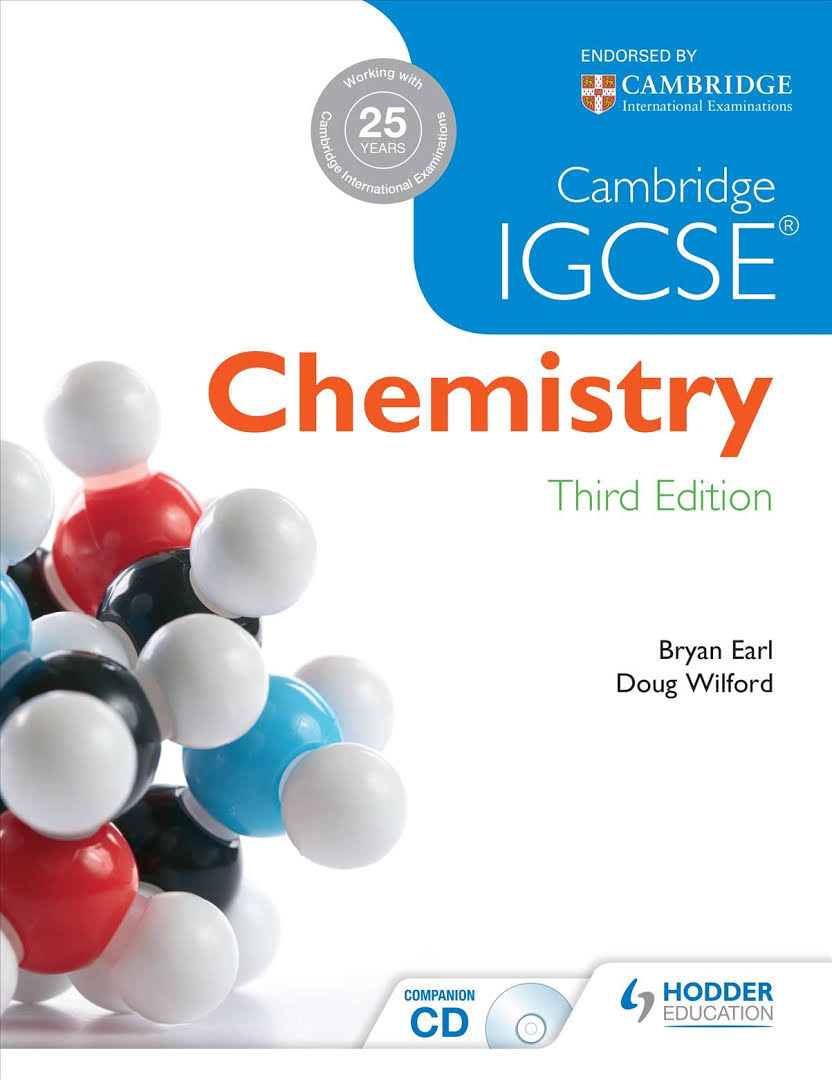 ENDORSED BY
CAMBRIDGE
International Examinations
Working with
25
YEARS
Cambridge International Examinations
Cambridge
IGCSE®
Chemistry
Third Edition
Bryan Earl
Doug Wilford
COMPANION
CD
HODDER
EDUCATION